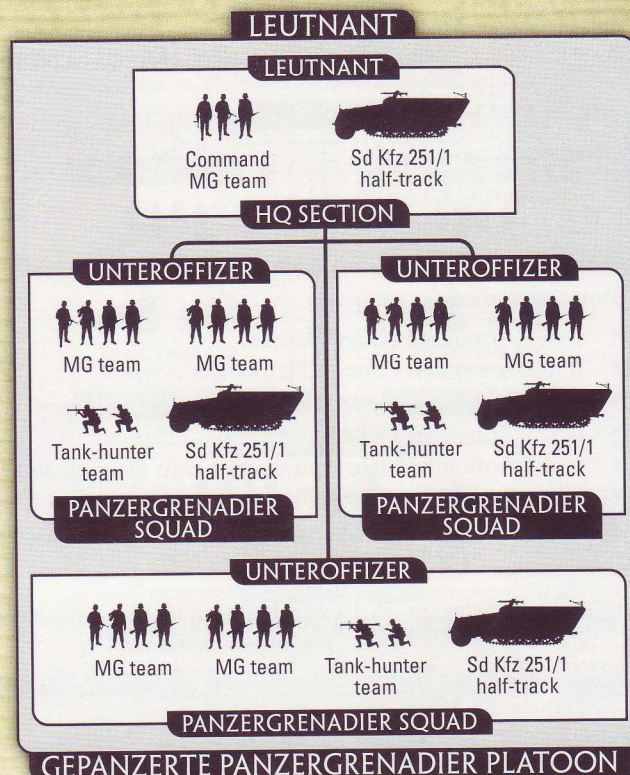 LEUTNANT
LEUTNANT
Command
MG team
Sd Kfz 251/1
half-track
HQ SECTION
UNTEROFFIZER
MG team
MG team
Tank-hunter
team
Sd Kfz 251/1
half-track
PANZERGRENADIER
SQUAD
UNTEROFFIZER
MG team
MG team
Tank-hunter
team
Sd Kfz 251/1
half-track
PANZERGRENADIER
SQUAD
UNTEROFFIZER
MG team
MG team
Tank-hunter
team
Sd Kfz 251/1
half-track
PANZERGRENADIER SQUAD
GEPANZERTE PANZERGRENADIER PLATOON